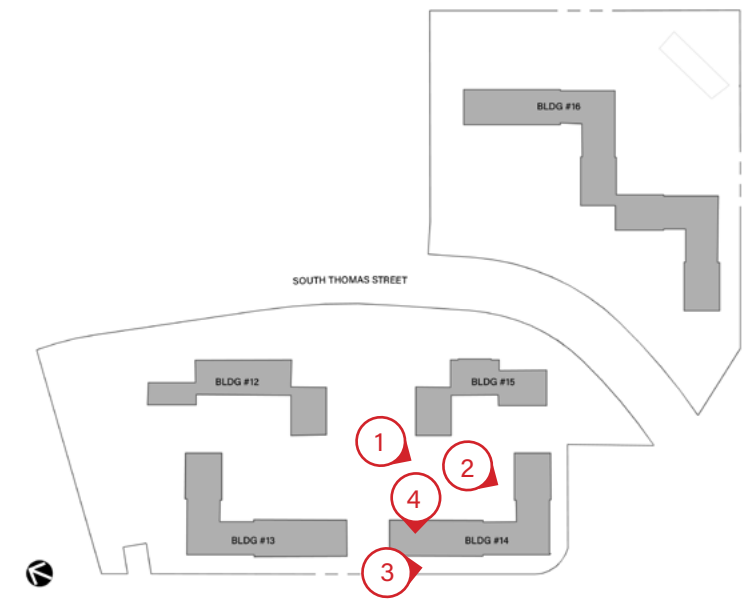 BLDG #16
SOUTH THOMAS STREET
BLDG #12
BLDG #15
1
2
4
BLDG #13
BLDG #14
3